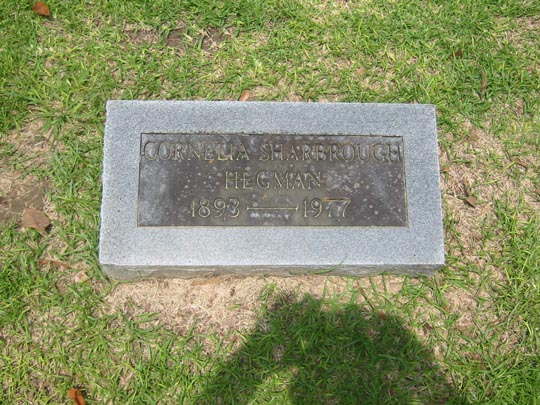 CORNELIA SHARBROUGH
HEGMAN
1893 — 1977